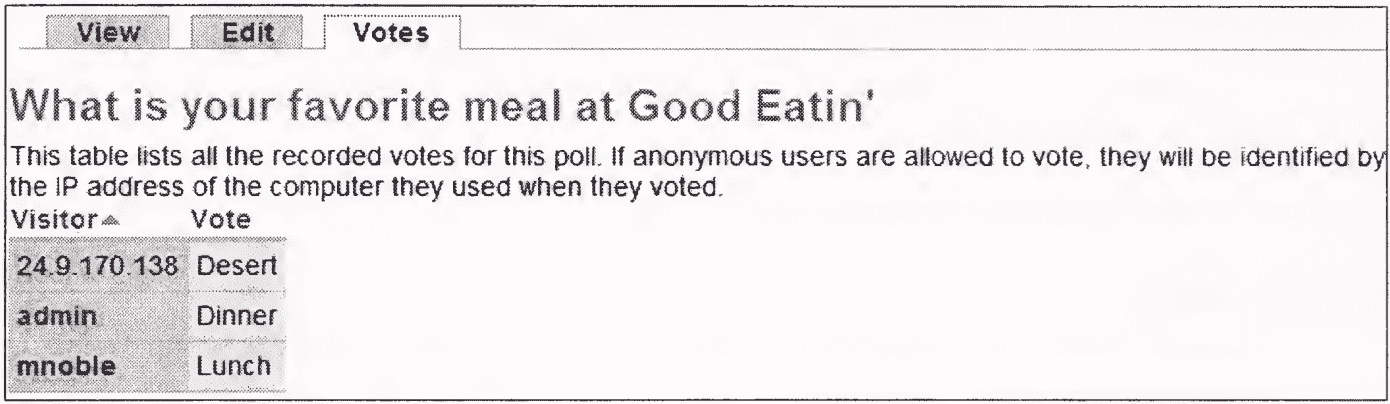 View Edit Votes
What is your favorite meal at Good Eatin'
This table lists all the recorded votes for this poll. If anonymous users are allowed to vote, they will be identified by
the IP address of the computer they used when they voted.
Visitor Vote
24.9.170.138 Desert
admin Dinner
mnoble Lunch